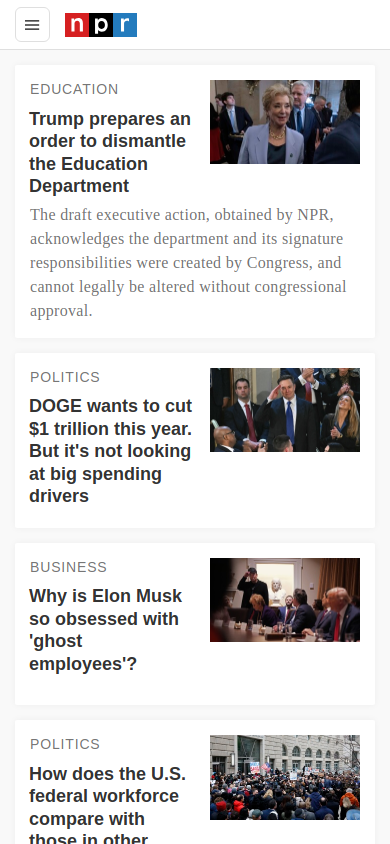 npr
EDUCATION
Trump prepares an
order to dismantle
the Education
Department
The draft executive action, obtained by NPR,
acknowledges the department and its signature
responsibilities were created by Congress, and
cannot legally be altered without congressional
approval.
POLITICS
DOGE wants to cut
$1 trillion this year.
But it's not looking
at big spending
drivers
BUSINESS
Why is Elon Musk
so obsessed with
'ghost
employees'?
POLITICS
How does the U.S.
federal workforce
compare with
those in other